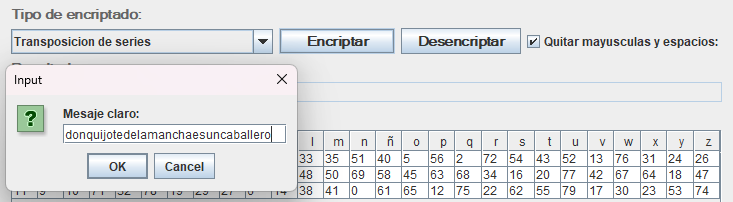 Tipo de encriptado:
Transposicion de series Encriptar Desencriptar Quitar mayusculas y espacios:
Input
Mesaje claro:
donquijotedelamanchaesuncaballero
OK Cancel
l m n ñ o p q r s t u v w x y z
33 35 51 40 5 56 2 72 54 43 52 13 76 31 24 26
48 50 69 58 45 63 68 34 16 20 77 42 67 64 18 47
38 41 0 61 65 12 75 22 62 55 79 17 30 23 53 74